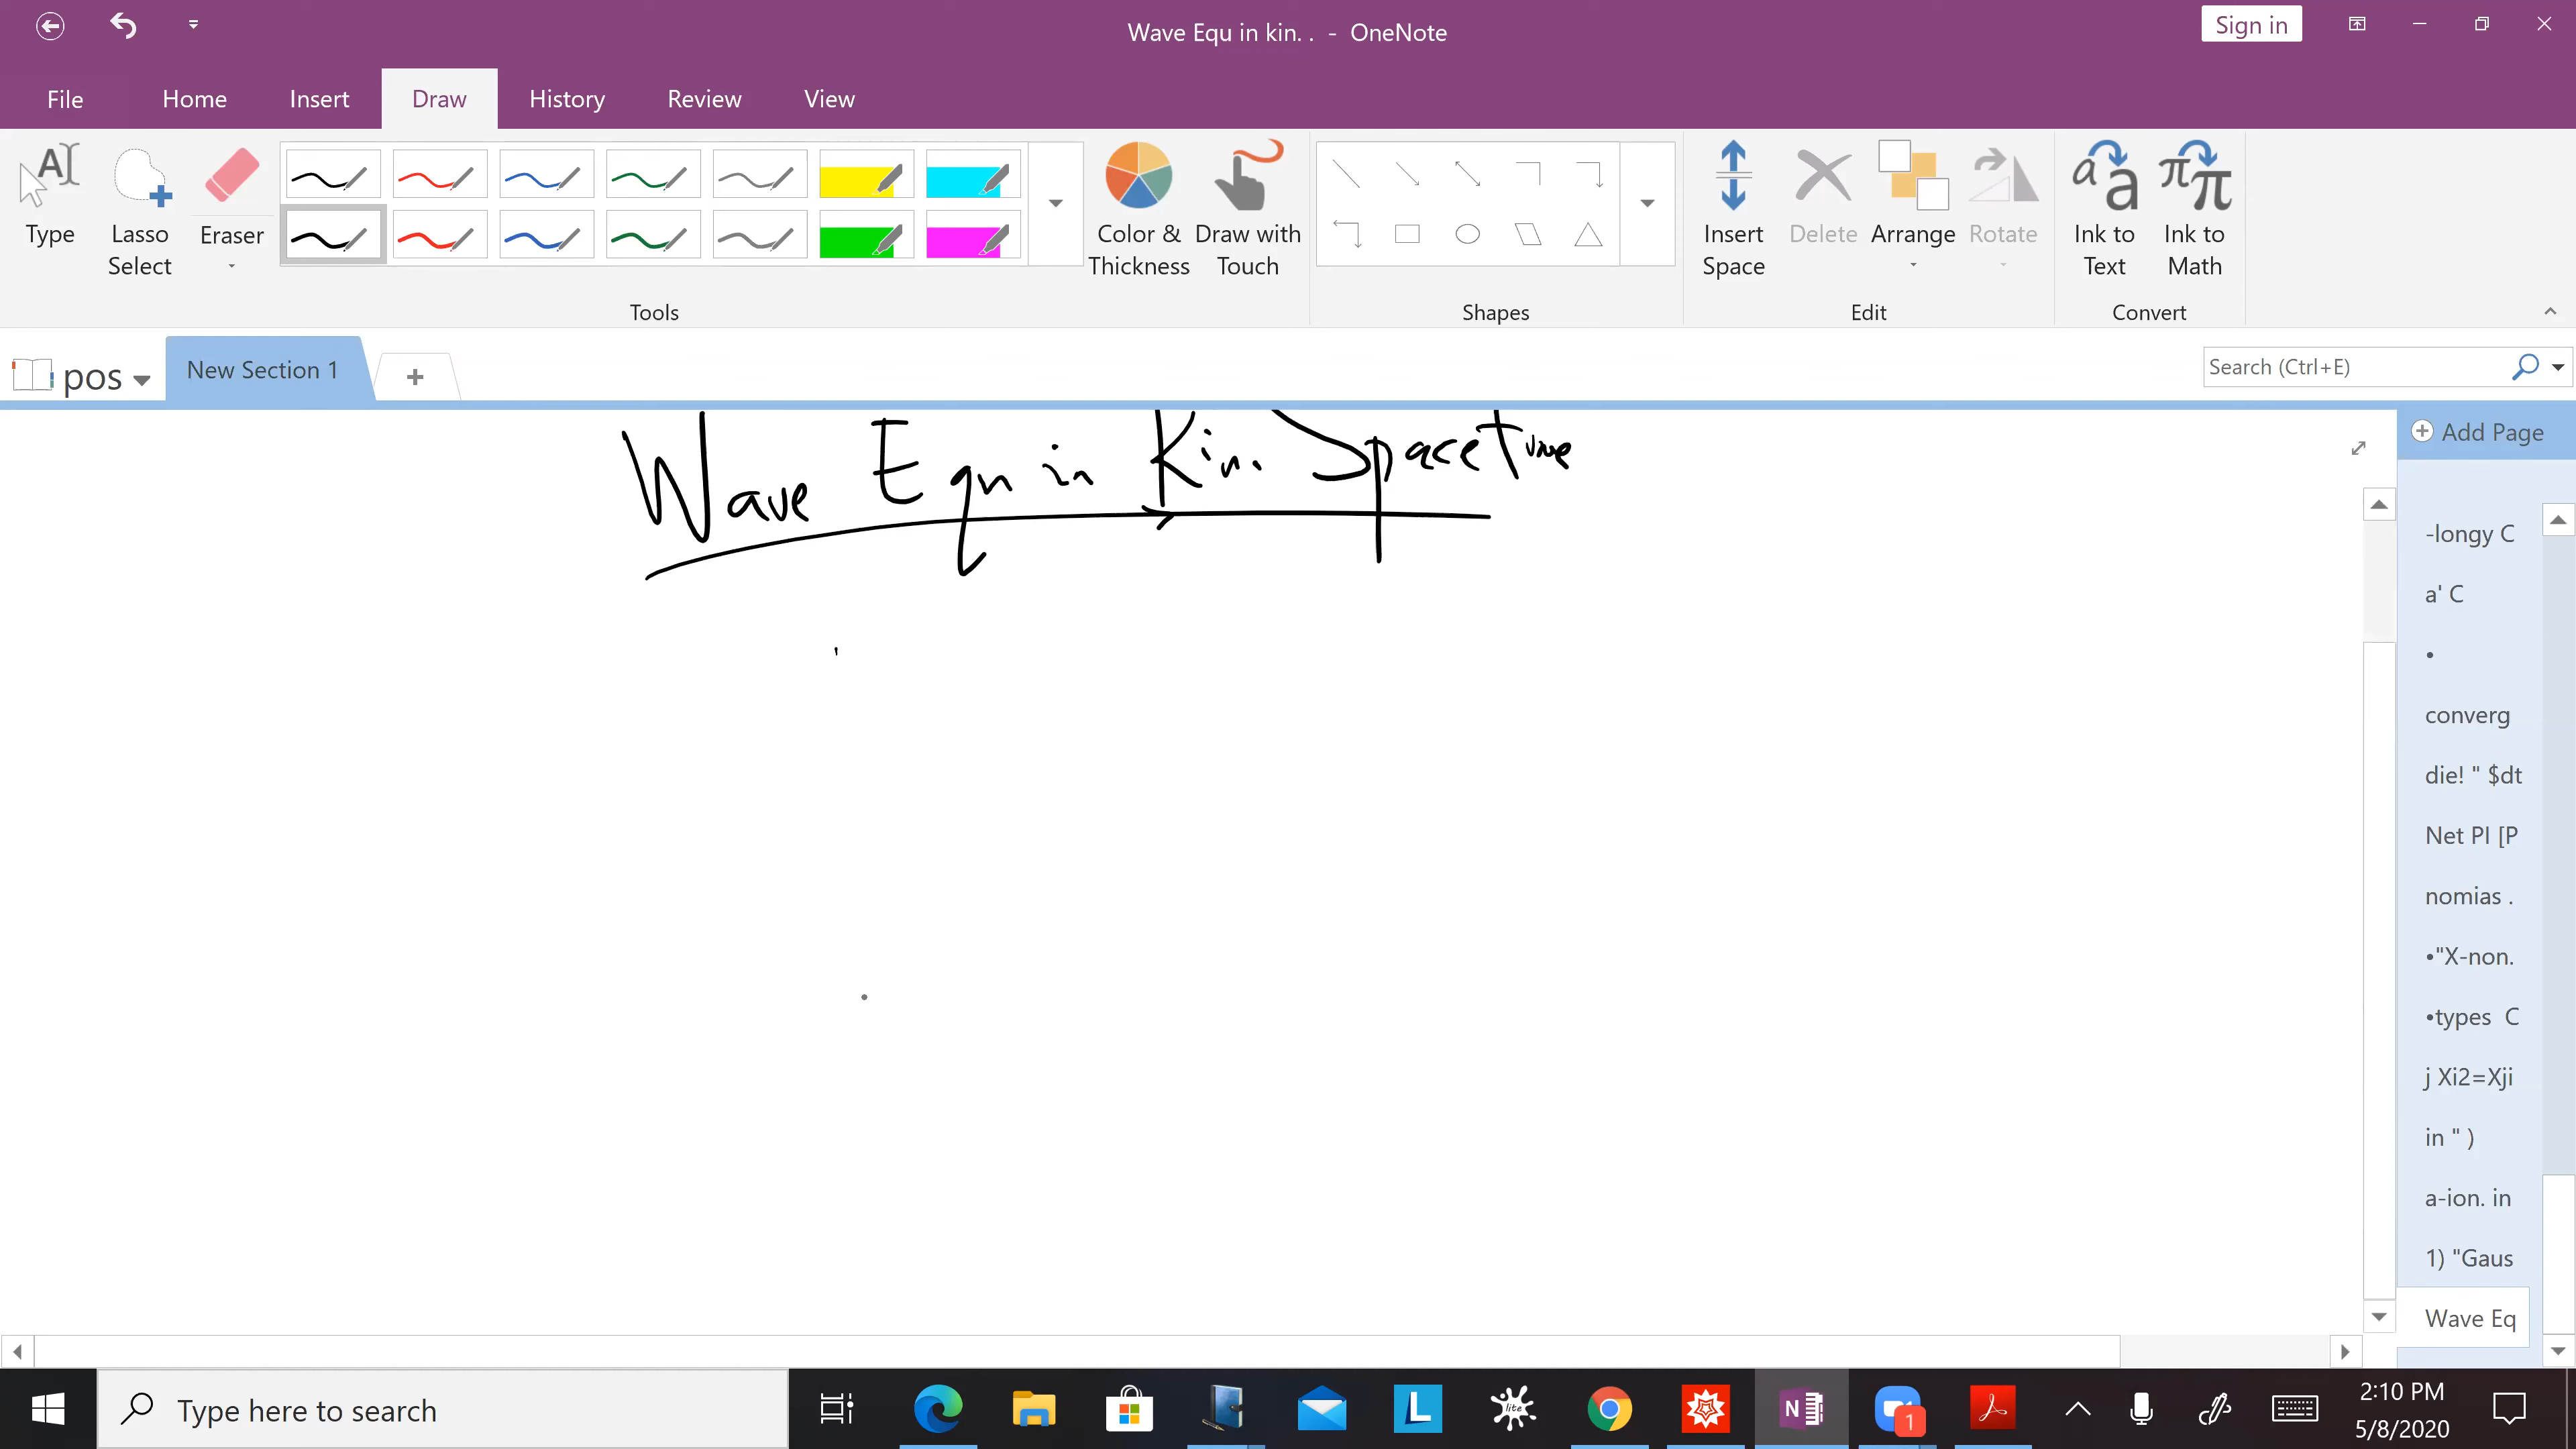 Wave Equ in kin. . - OneNote
Sign in
File Home Insert Draw History Review View
Type
Lasso Select
Eraser
Color & Thickness
Draw with Touch
Insert Space
Delete
Arrange
Rotate
Ink to Text
Ink to Math
Tools
Shapes
Edit
Convert
pos
New Section 1
Search (Ctrl+E)
Wave Eqn in Kin. Spacetime
Add Page
-longy C
a' C
•
converg
die! " $dt
Net PI [P
nomias .
•"X-non.
•types C
j Xi2=Xji
in " )
a-ion. in
1) "Gaus
Wave Eq
Type here to search
L
lite
N
1
2:10 PM
5/8/2020